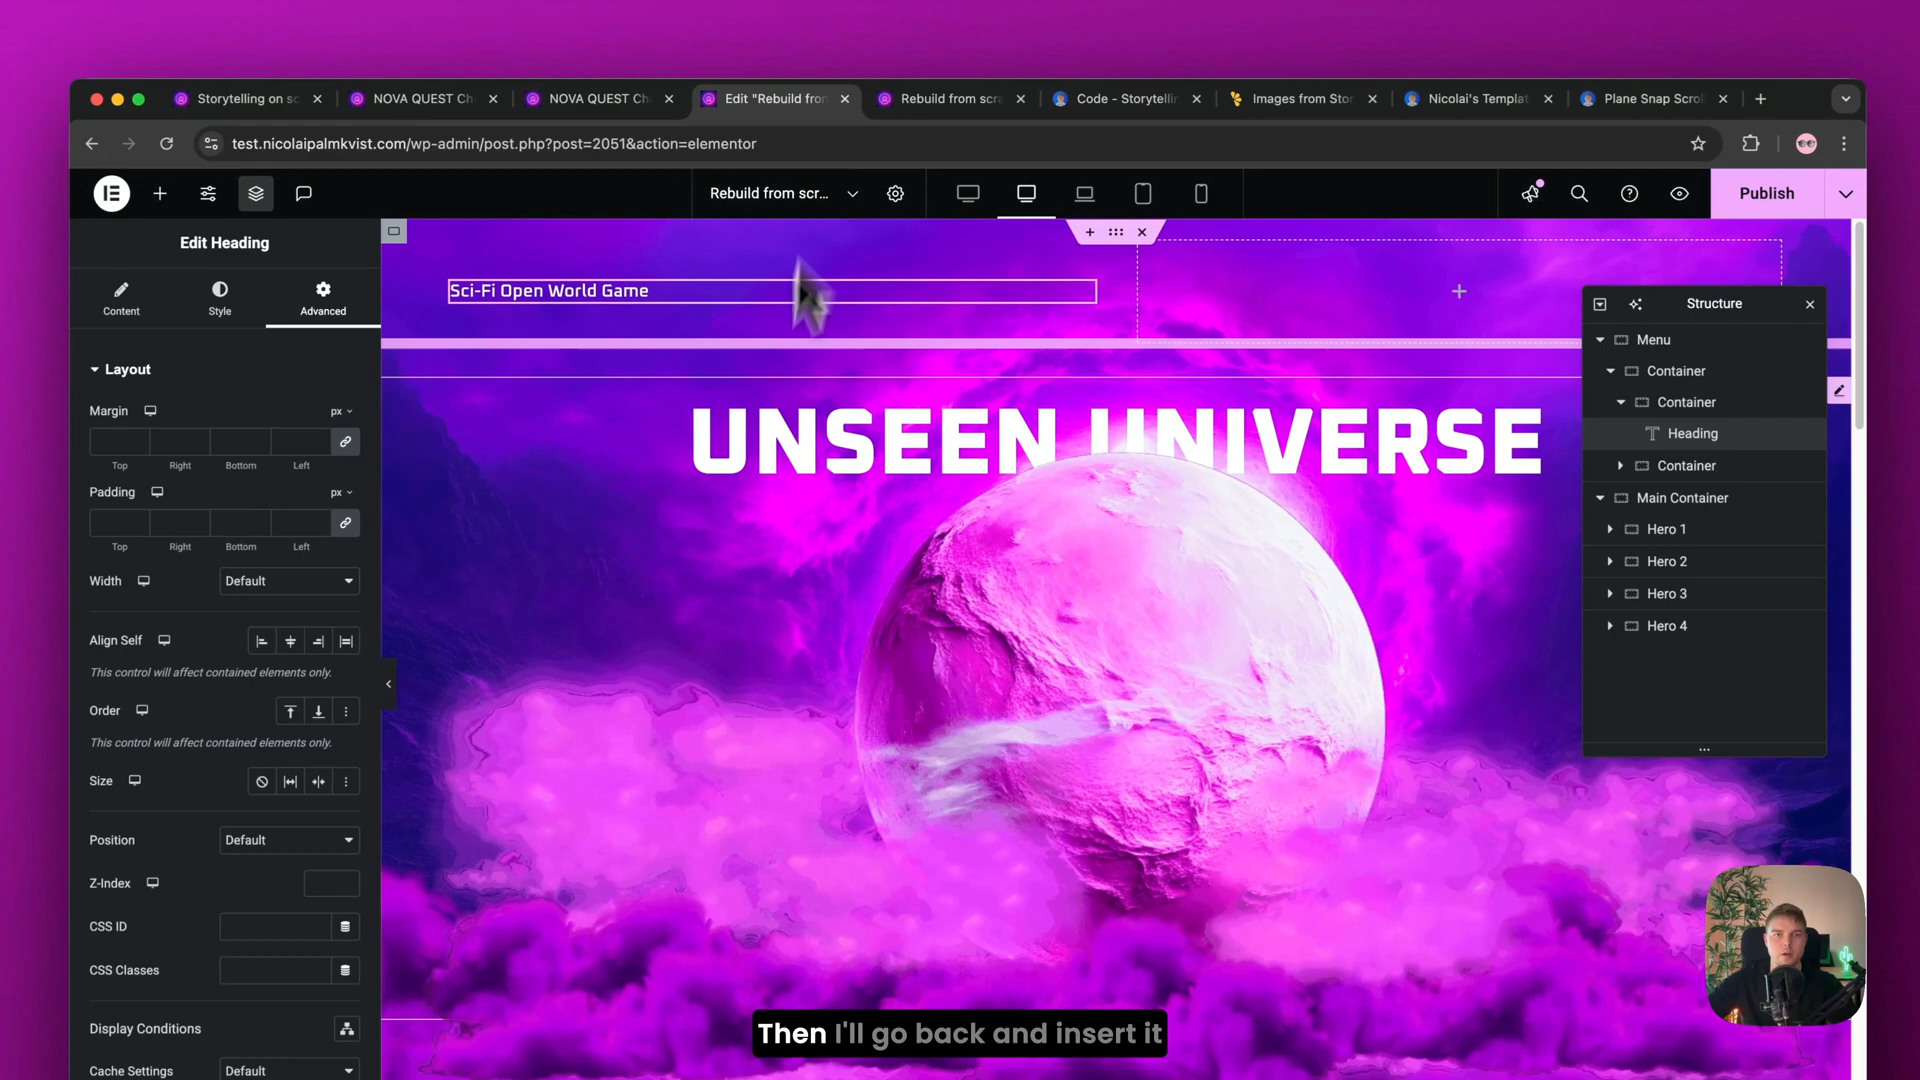 Storytelling on sc
NOVA QUEST Ch
NOVA QUEST Ch
Edit "Rebuild from
Rebuild from scra
Code - Storytellin
Images from Stor
Nicolai's Templat
Plane Snap Scroll
test.nicolaipalmkvist.com/wp-admin/post.php?post=2051&action=elementor
Rebuild from scr...
Publish
Edit Heading
Content
Style
Advanced
Layout
Margin
px
Top
Right
Bottom
Left
Padding
px
Top
Right
Bottom
Left
Width
Default
Align Self
This control will affect contained elements only.
Order
This control will affect contained elements only.
Size
Position
Default
Z-Index
CSS ID
CSS Classes
Display Conditions
Cache Settings
Default
Sci-Fi Open World Game
UNSEEN UNIVERSE
Structure
Menu
Container
Container
Heading
Container
Main Container
Hero 1
Hero 2
Hero 3
Hero 4
Then I'll go back and insert it